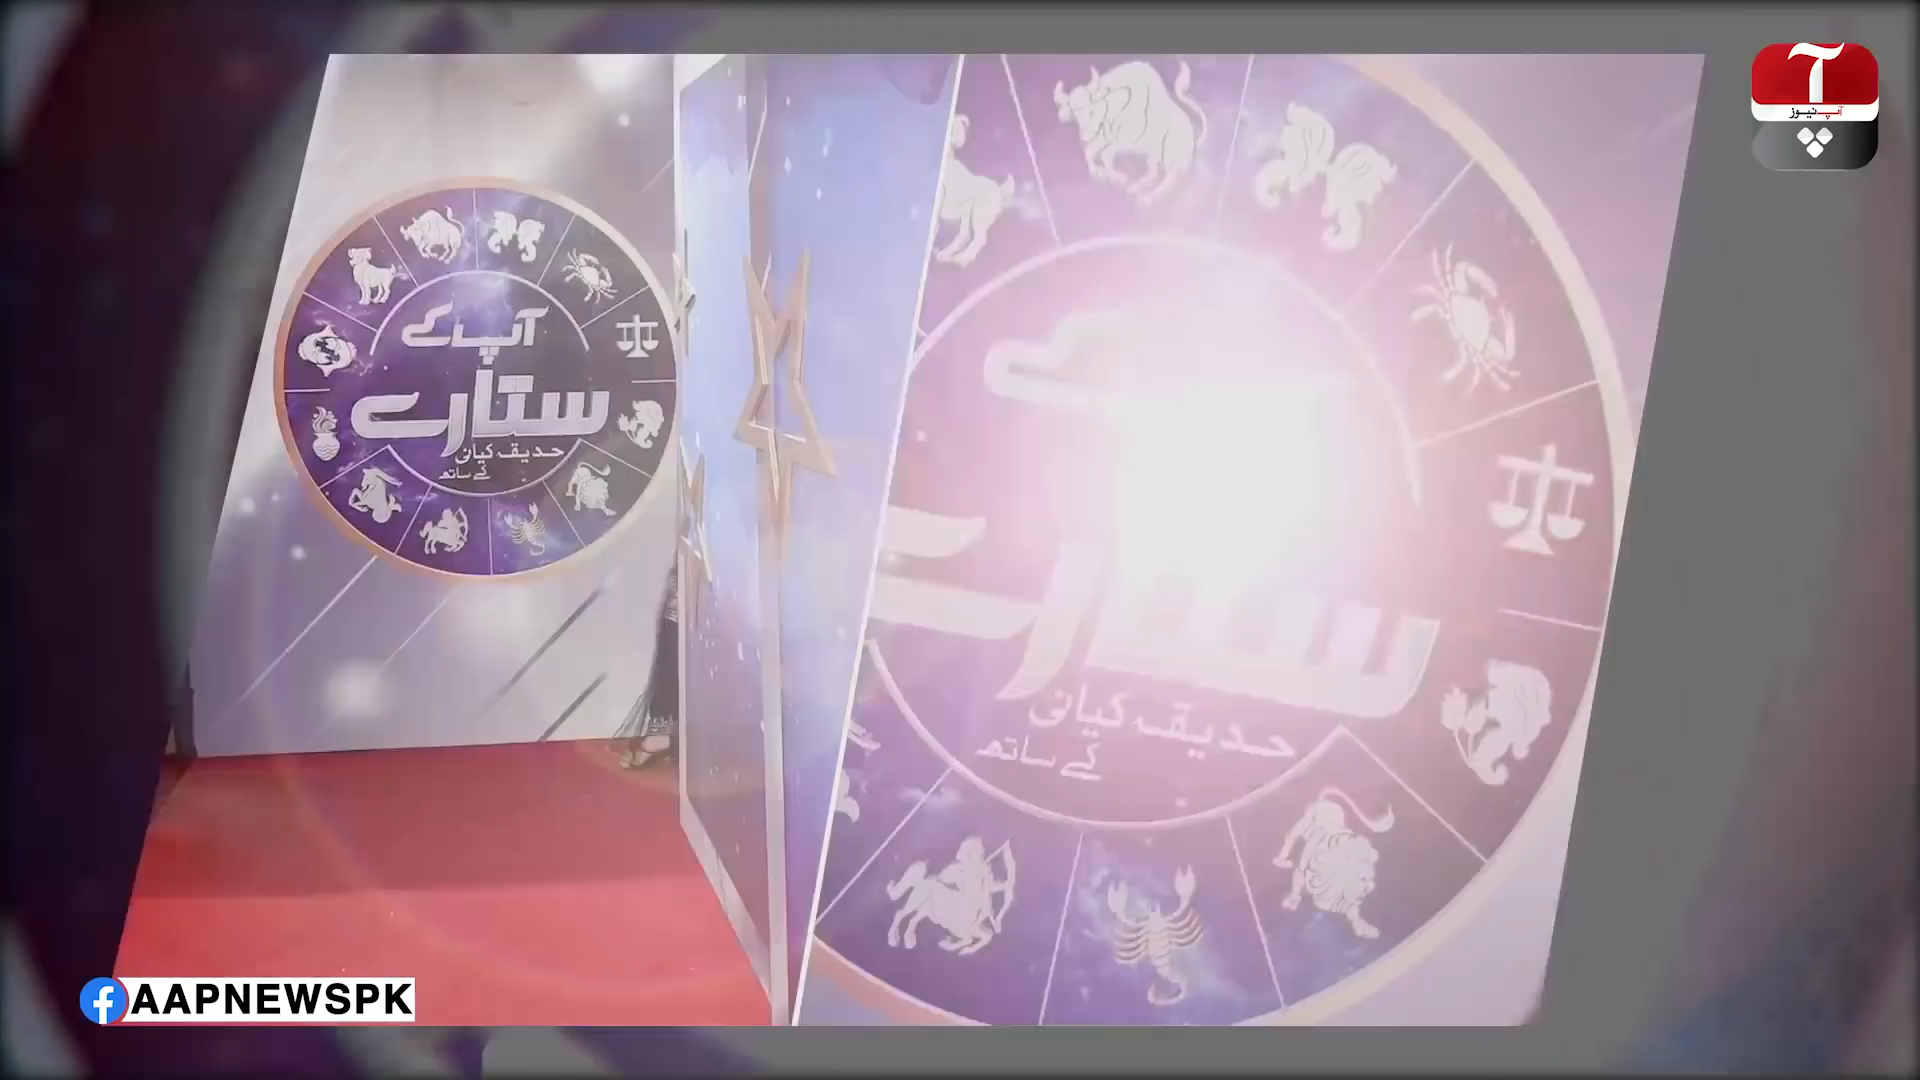 آپ نیوز
آپ کے
ستارے
حدیقہ کیانی
کے ساتھ
ستارے
حدیقہ کیانی
کے ساتھ
AAPNEWSPK